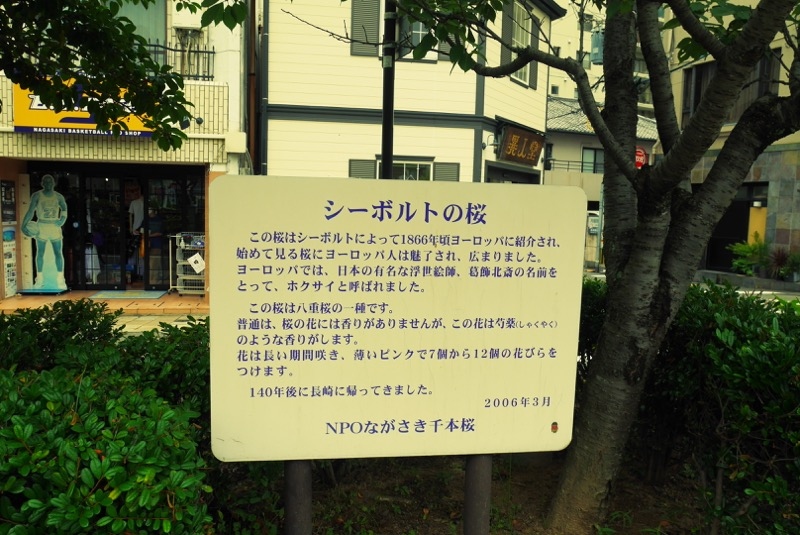 NAGASAKI BASKETBALL PRO SHOP
シーボルトの桜
この桜はシーボルトによって1866年頃ヨーロッパに紹介され、
始めて見る桜にヨーロッパ人は魅了され、広まりました。
ヨーロッパでは、日本の有名な浮世絵師、葛飾北斎の名前を
とって、ホクサイと呼ばれました。
この桜は八重桜の一種です。
普通は、桜の花には香りがありませんが、この花は芍薬(しゃくやく)
のような香りがします。
花は長い期間咲き、薄いピンクで7個から12個の花びらを
つけます。
140年後に長崎に帰ってきました。
2006年3月
NPOながさき千本桜